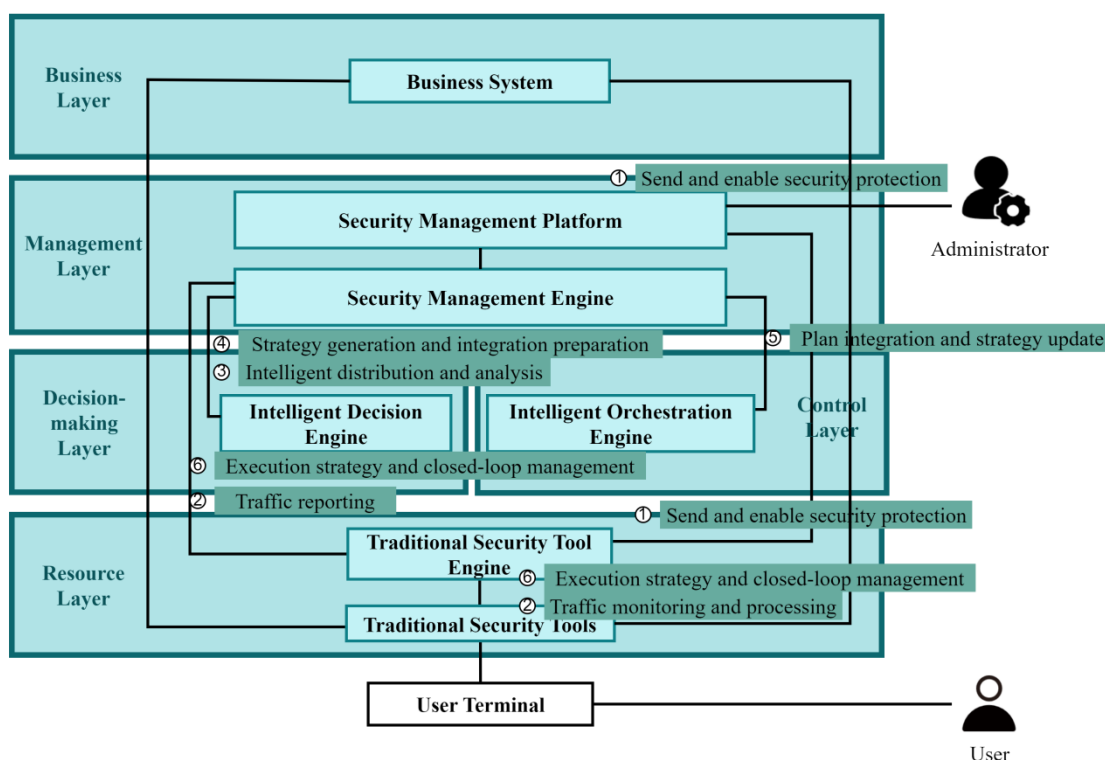 Business
Layer
Business System
① Send and enable security protection
Management
Layer
Security Management Platform
Administrator
Security Management Engine
④ Strategy generation and integration preparation
⑤ Plan integration and strategy update
③ Intelligent distribution and analysis
Decision-
making
Layer
Intelligent Decision
Engine
Intelligent Orchestration
Engine
Control
Layer
⑥ Execution strategy and closed-loop management
② Traffic reporting
① Send and enable security protection
Resource
Layer
Traditional Security Tool
Engine
⑥ Execution strategy and closed-loop management
② Traffic monitoring and processing
Traditional Security Tools
User Terminal
User